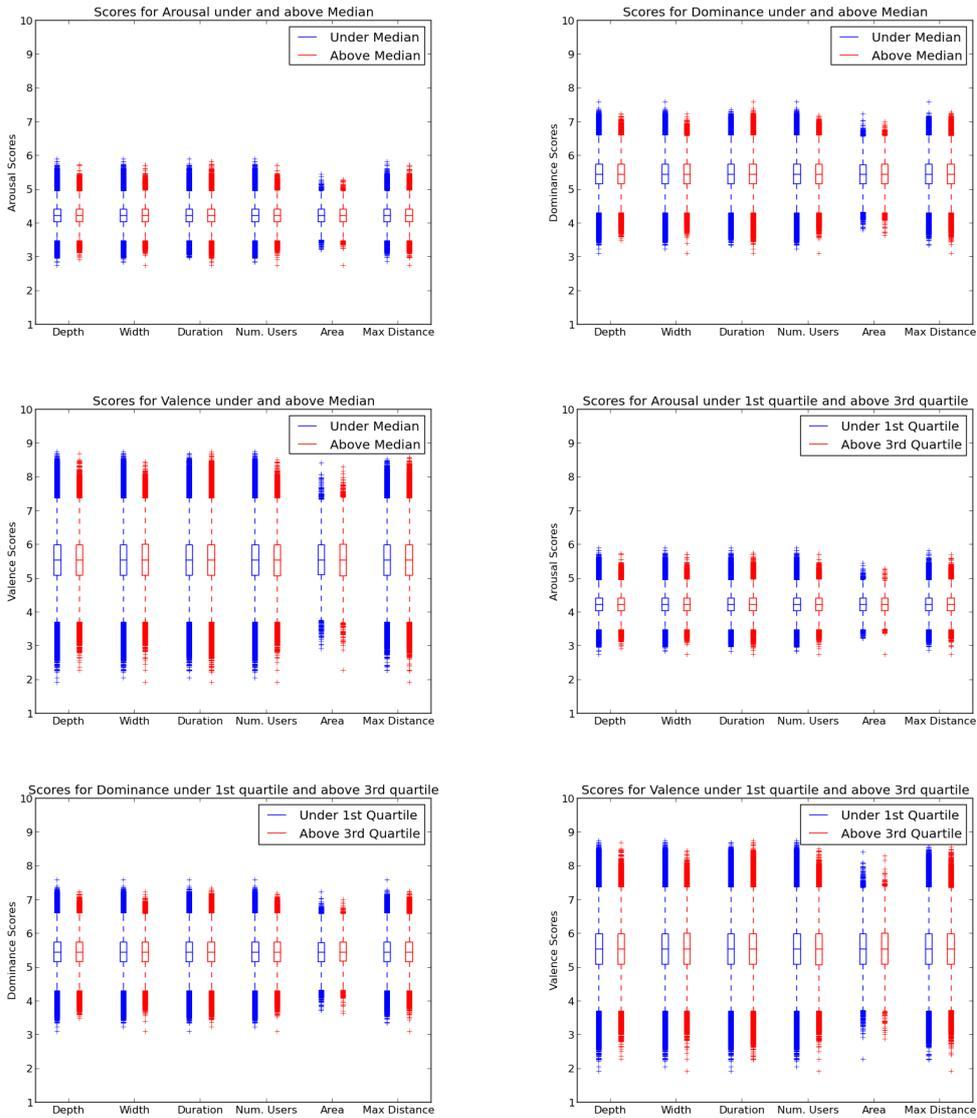 Scores for Arousal under and above Median
10
9
8
7
6
5
4
3
2
1
Arousal Scores
Under Median
Above Median
Depth Width Duration Num. Users Area Max Distance
Scores for Dominance under and above Median
10
9
8
7
6
5
4
3
2
1
Dominance Scores
Under Median
Above Median
Depth Width Duration Num. Users Area Max Distance
Scores for Valence under and above Median
10
9
8
7
6
5
4
3
2
1
Valence Scores
Under Median
Above Median
Depth Width Duration Num. Users Area Max Distance
Scores for Arousal under 1st quartile and above 3rd quartile
10
9
8
7
6
5
4
3
2
1
Arousal Scores
Under 1st Quartile
Above 3rd Quartile
Depth Width Duration Num. Users Area Max Distance
Scores for Dominance under 1st quartile and above 3rd quartile
10
9
8
7
6
5
4
3
2
1
Dominance Scores
Under 1st Quartile
Above 3rd Quartile
Depth Width Duration Num. Users Area Max Distance
Scores for Valence under 1st quartile and above 3rd quartile
10
9
8
7
6
5
4
3
2
1
Valence Scores
Under 1st Quartile
Above 3rd Quartile
Depth Width Duration Num. Users Area Max Distance